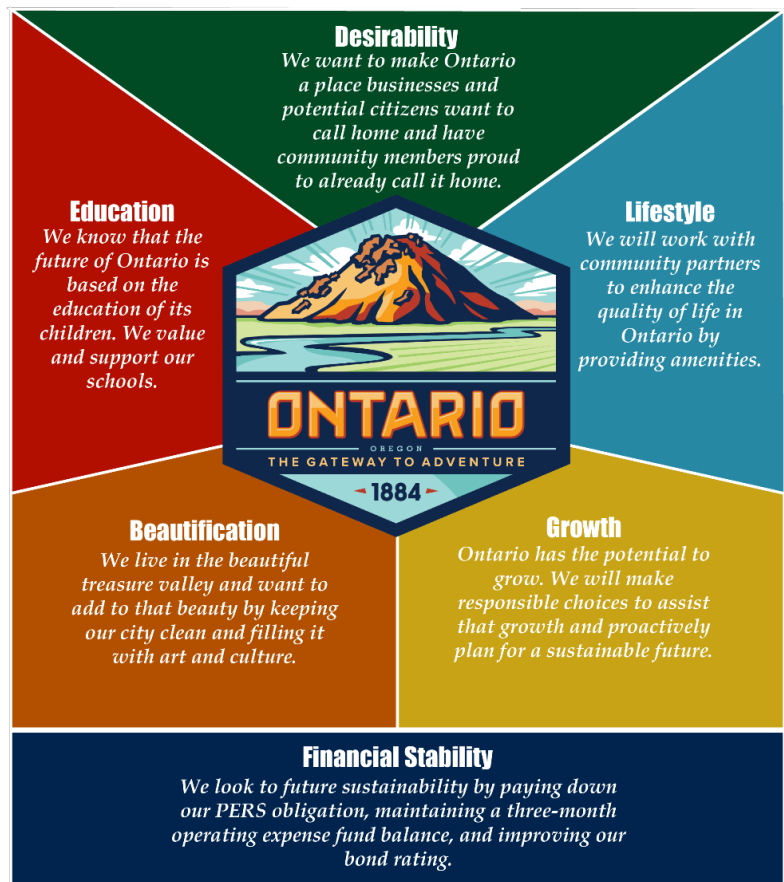 Desirability
We want to make Ontario
a place businesses and
potential citizens want to
call home and have
community members proud
to already call it home.
Education
We know that the
future of Ontario is
based on the
education of its
children. We value
and support our
schools.
Lifestyle
We will work with
community partners
to enhance the
quality of life in
Ontario by
providing amenities.
ONTARIO
OREGON
THE GATEWAY TO ADVENTURE
1884
Beautification
We live in the beautiful
treasure valley and want to
add to that beauty by keeping
our city clean and filling it
with art and culture.
Growth
Ontario has the potential to
grow. We will make
responsible choices to assist
that growth and proactively
plan for a sustainable future.
Financial Stability
We look to future sustainability by paying down
our PERS obligation, maintaining a three-month
operating expense fund balance, and improving our
bond rating.